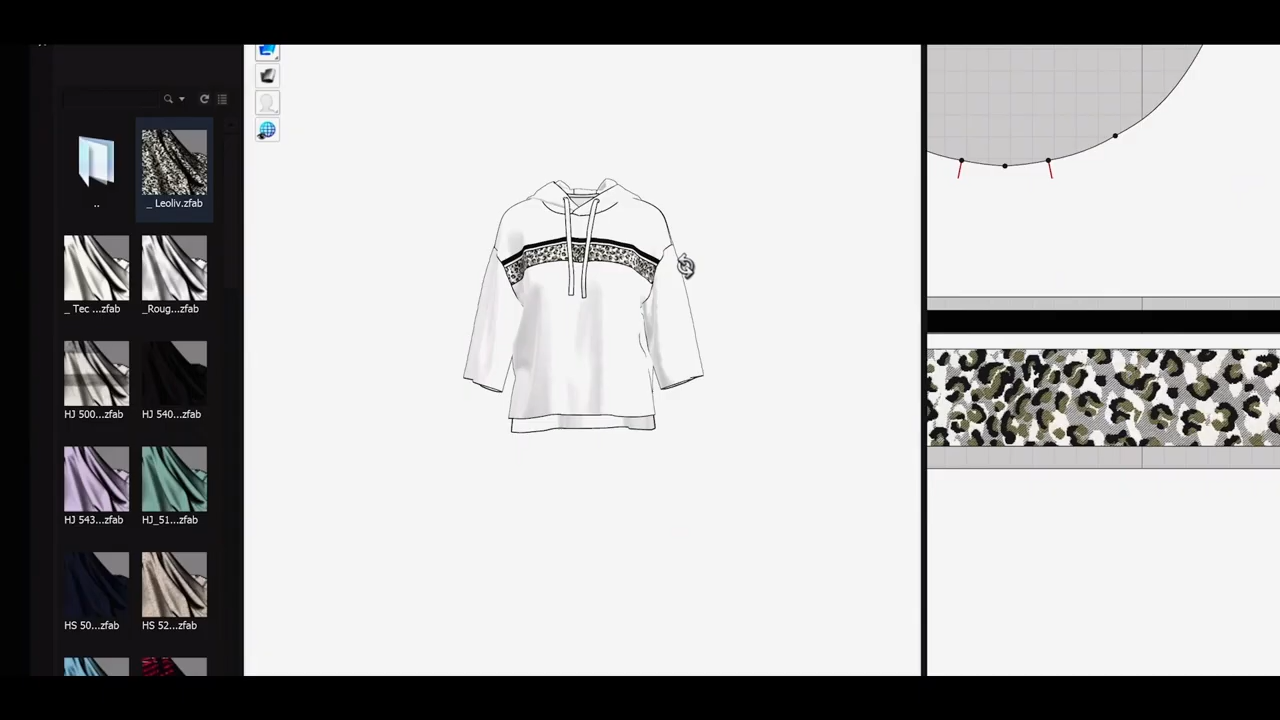 ..
_ Leoliv.zfab
_ Tec ...zfab
_Roug...zfab
HJ 500...zfab
HJ 540...zfab
HJ 543...zfab
HJ_51...zfab
HS 50...zfab
HS 52...zfab